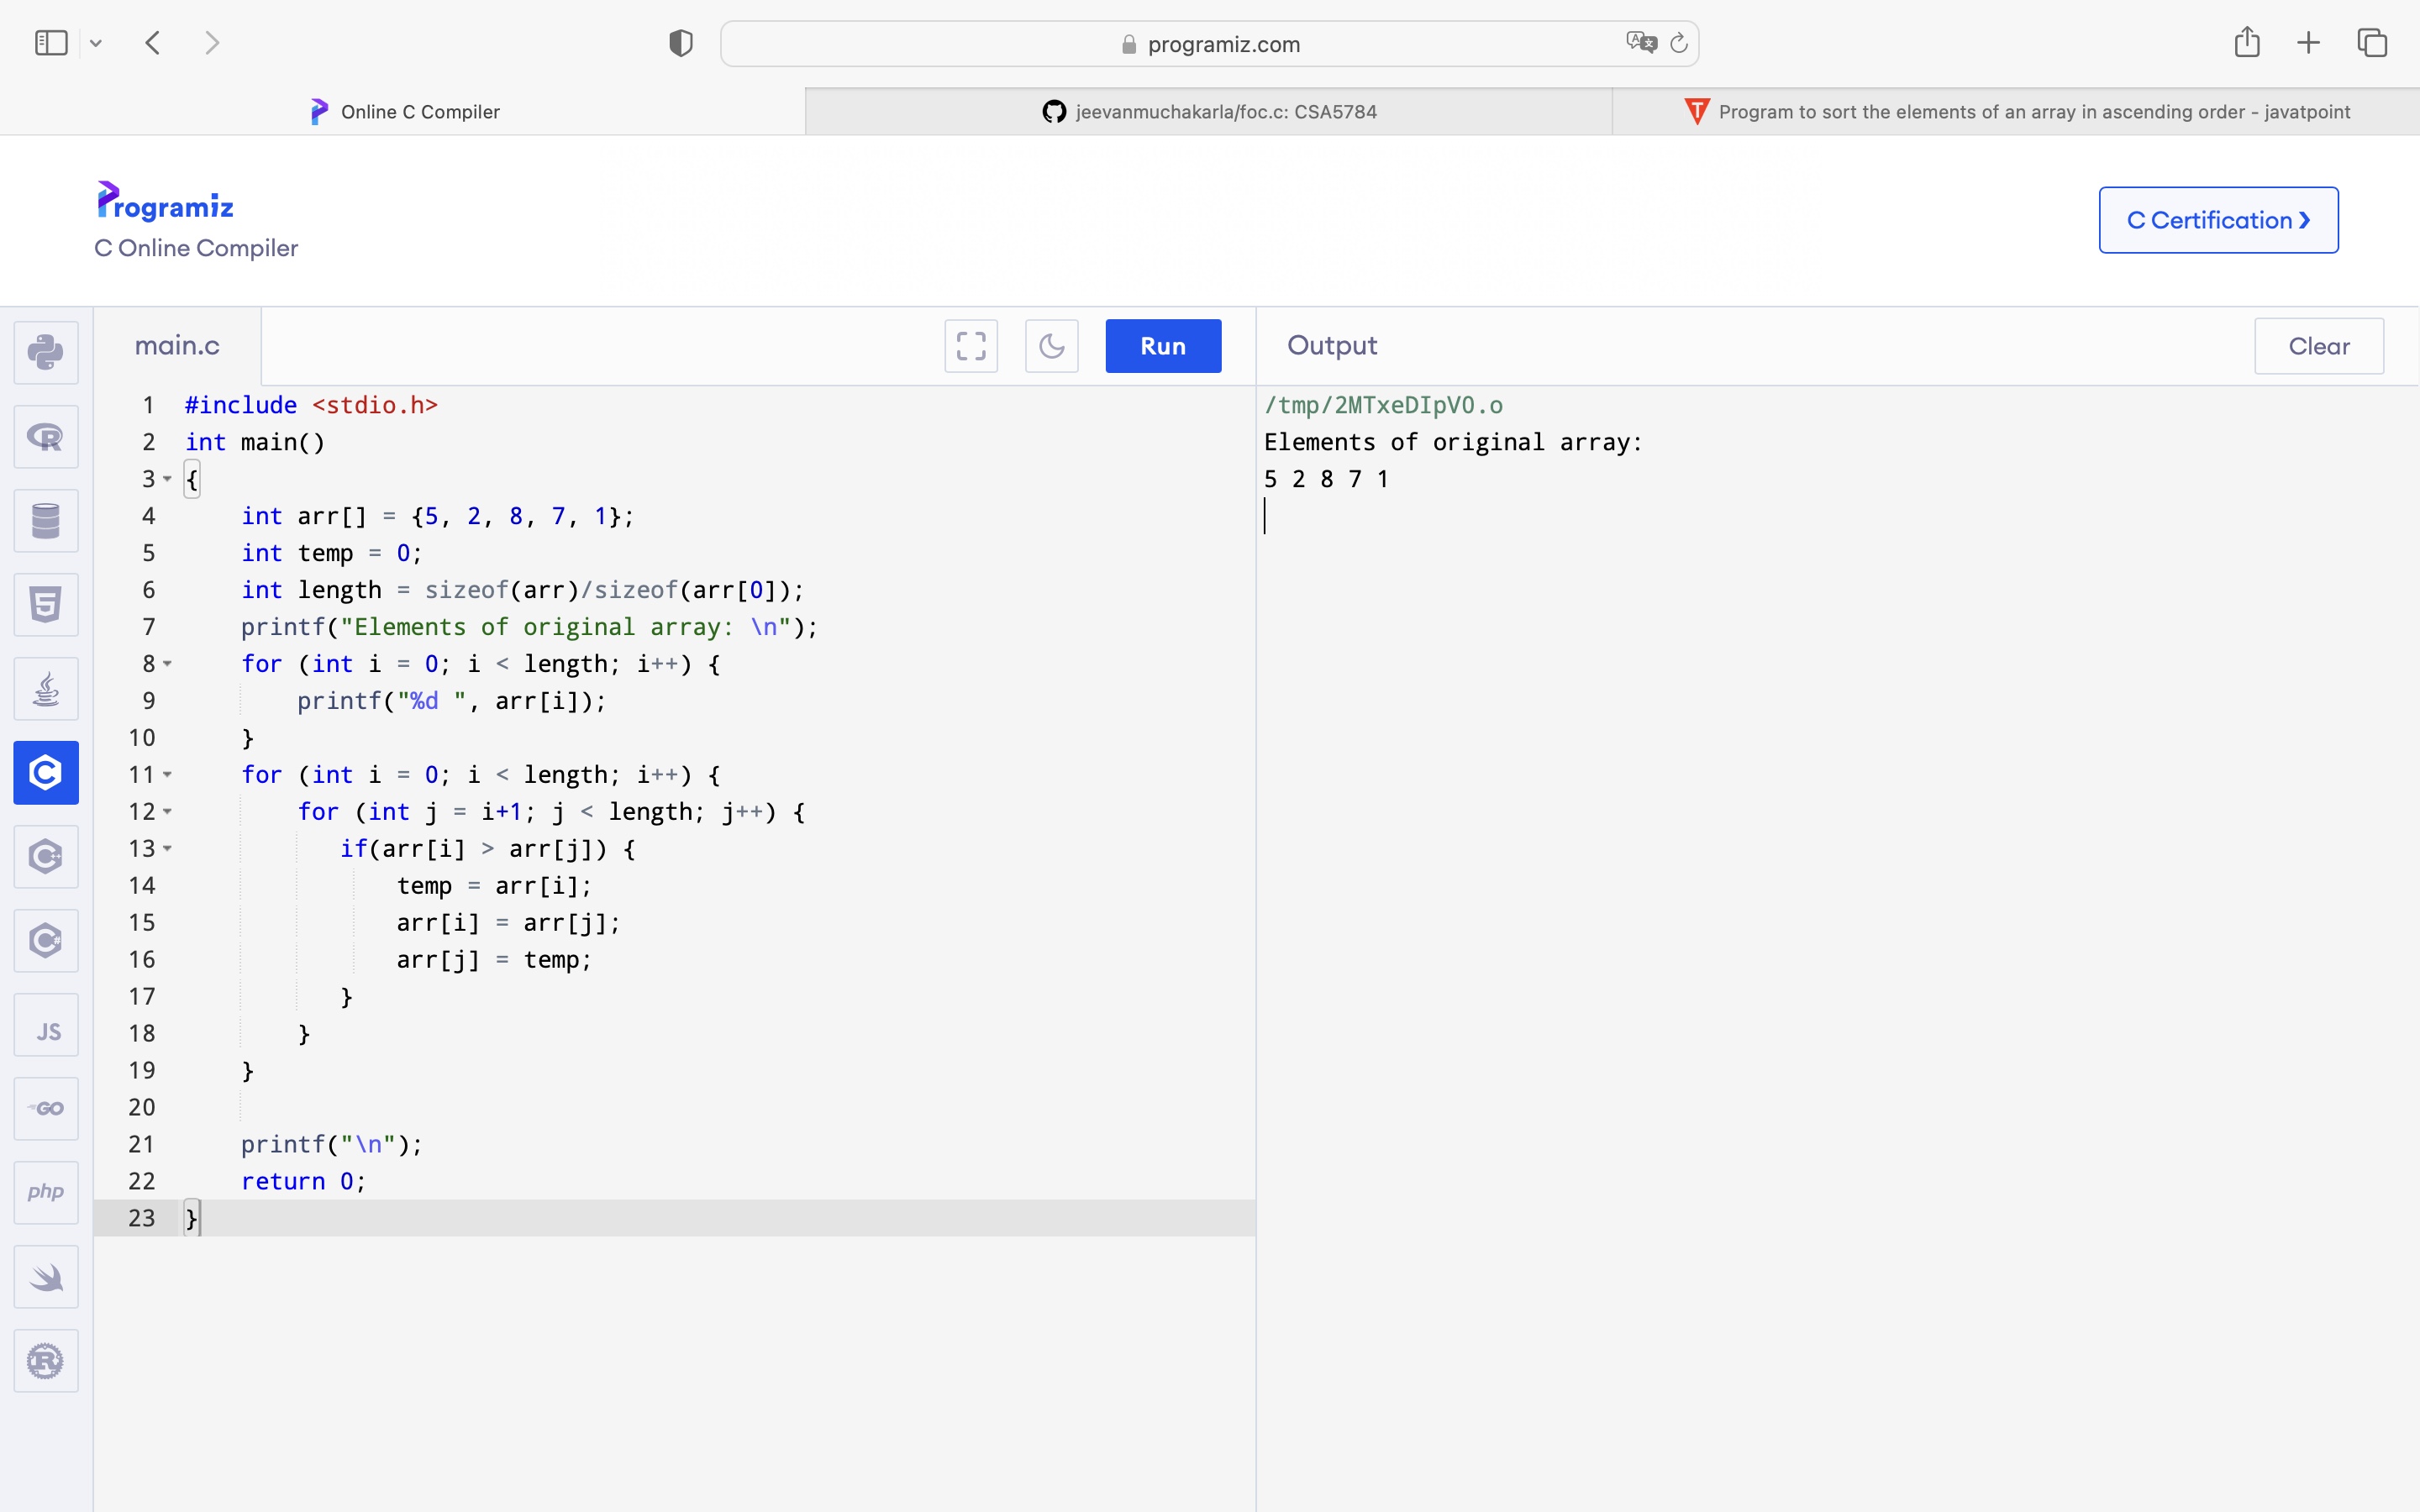 programiz.com
Online C Compiler
jeevanmuchakarla/foc.c: CSA5784
Program to sort the elements of an array in ascending order - javatpoint
Programiz
C Online Compiler
C Certification ❯
main.c
Run
Output
Clear
1 #include <stdio.h>
2 int main()
3 {
4     int arr[] = {5, 2, 8, 7, 1};
5     int temp = 0;
6     int length = sizeof(arr)/sizeof(arr[0]);
7     printf("Elements of original array: \n");
8     for (int i = 0; i < length; i++) {
9         printf("%d ", arr[i]);
10     }
11     for (int i = 0; i < length; i++) {
12         for (int j = i+1; j < length; j++) {
13            if(arr[i] > arr[j]) {
14                temp = arr[i];
15                arr[i] = arr[j];
16                arr[j] = temp;
17            }
18         }
19     }
20
21     printf("\n");
22     return 0;
23 }
/tmp/2MTxeDIpV0.o
Elements of original array:
5 2 8 7 1
R
5
C
C++
C#
JS
GO
php
R